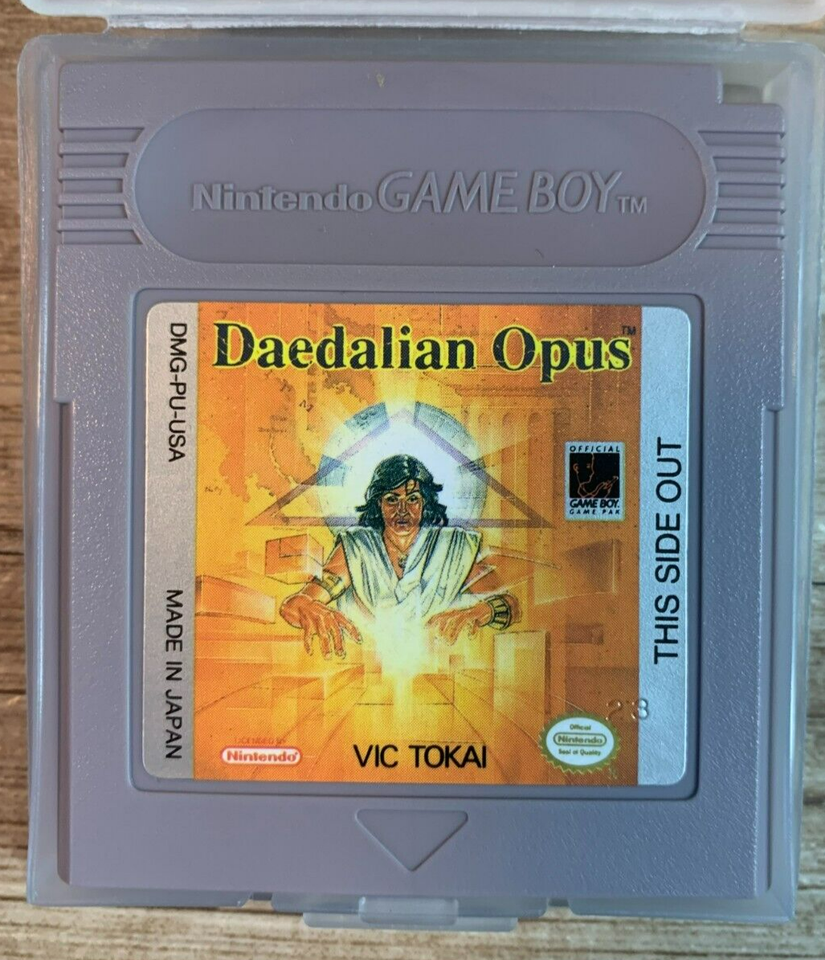 Nintendo GAME BOY TM
Daedalian Opus TM
DMG-PU-USA
MADE IN JAPAN
OFFICIAL
GAME BOY
GAME PAK
THIS SIDE OUT
23
LICENSED BY
Nintendo
VIC TOKAI
Official
Nintendo
Seal of Quality